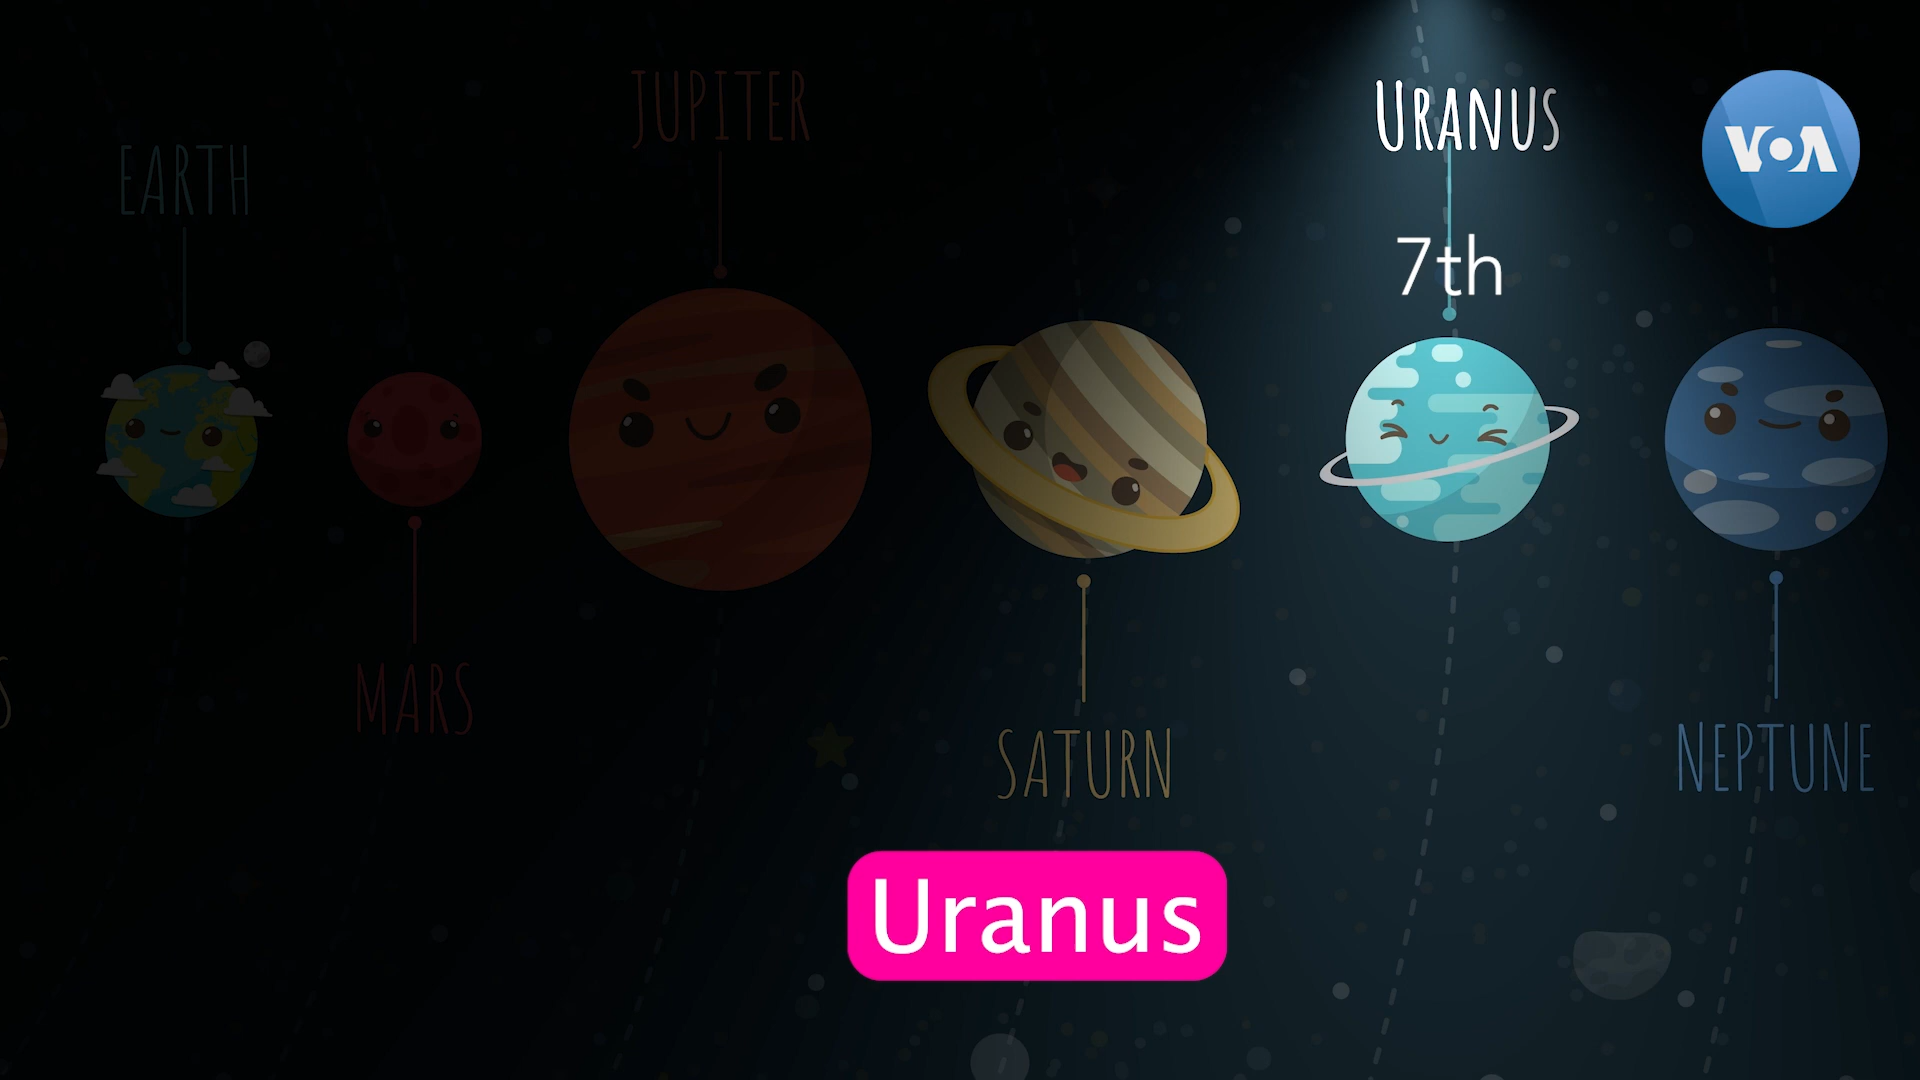 JUPITER
URANUS
VOA
EARTH
7th
MARS
SATURN
NEPTUNE
Uranus